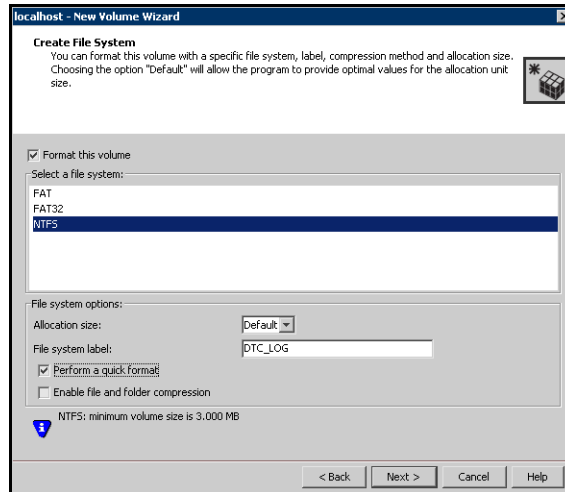 localhost - New Volume Wizard
Create File System
You can format this volume with a specific file system, label, compression method and allocation size.
Choosing the option "Default" will allow the program to provide optimal values for the allocation unit
size.
Format this volume
Select a file system:
FAT
FAT32
NTFS
File system options:
Allocation size:
Default
File system label:
DTC_LOG
Perform a quick format
Enable file and folder compression
NTFS: minimum volume size is 3.000 MB
< Back
Next >
Cancel
Help